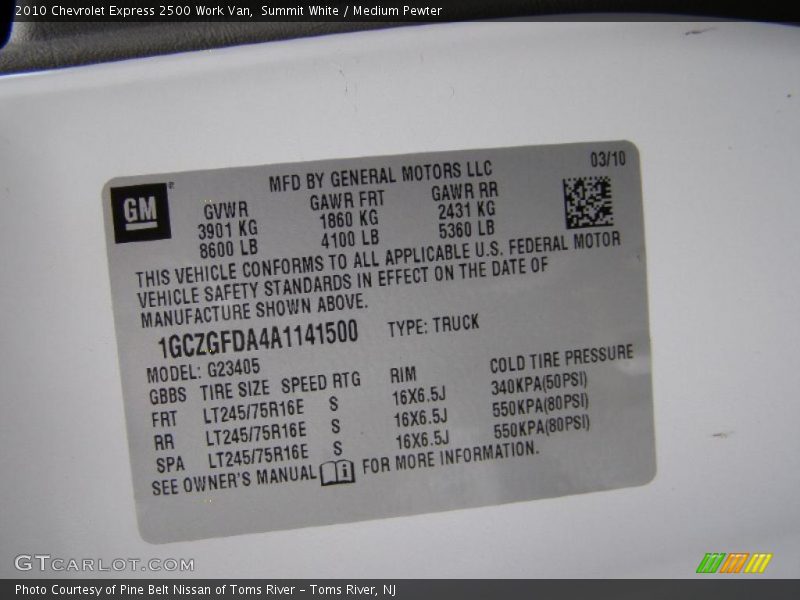 2010 Chevrolet Express 2500 Work Van, Summit White / Medium Pewter
03/10
GM®
MFD BY GENERAL MOTORS LLC
GVWR GAWR FRT GAWR RR
3901 KG 1860 KG 2431 KG
8600 LB 4100 LB 5360 LB
THIS VEHICLE CONFORMS TO ALL APPLICABLE U.S. FEDERAL MOTOR
VEHICLE SAFETY STANDARDS IN EFFECT ON THE DATE OF
MANUFACTURE SHOWN ABOVE.
1GCZGFDA4A1141500 TYPE: TRUCK
MODEL: G23405
GBBS TIRE SIZE SPEED RTG RIM COLD TIRE PRESSURE
FRT LT245/75R16E S 16X6.5J 340KPA(50PSI)
RR LT245/75R16E S 16X6.5J 550KPA(80PSI)
SPA LT245/75R16E S 16X6.5J 550KPA(80PSI)
SEE OWNER'S MANUAL i FOR MORE INFORMATION.
GTCARLOT.COM
Photo Courtesy of Pine Belt Nissan of Toms River – Toms River, NJ